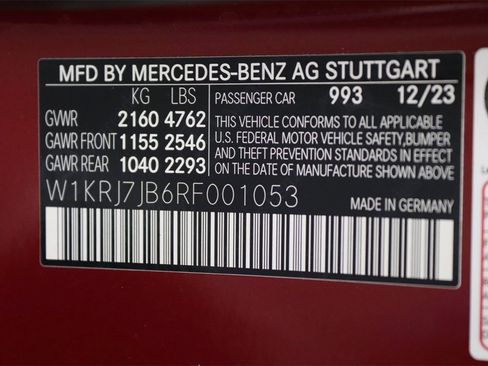 MFD BY MERCEDES-BENZ AG STUTTGART
KG LBS PASSENGER CAR 993 12/23
GVWR 2160 4762 THIS VEHICLE CONFORMS TO ALL APPLICABLE
GAWR FRONT 1155 2546 U.S. FEDERAL MOTOR VEHICLE SAFETY, BUMPER
GAWR REAR 1040 2293 AND THEFT PREVENTION STANDARDS IN EFFECT
ON THE DATE OF MANUFACTURE SHOWN ABOVE
W1KRJ7JB6RF001053 MADE IN GERMANY